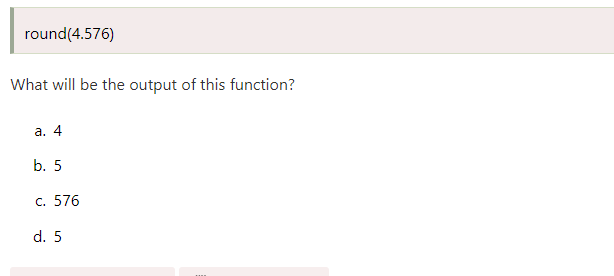 round(4.576)
What will be the output of this function?
a. 4
b. 5
c. 576
d. 5